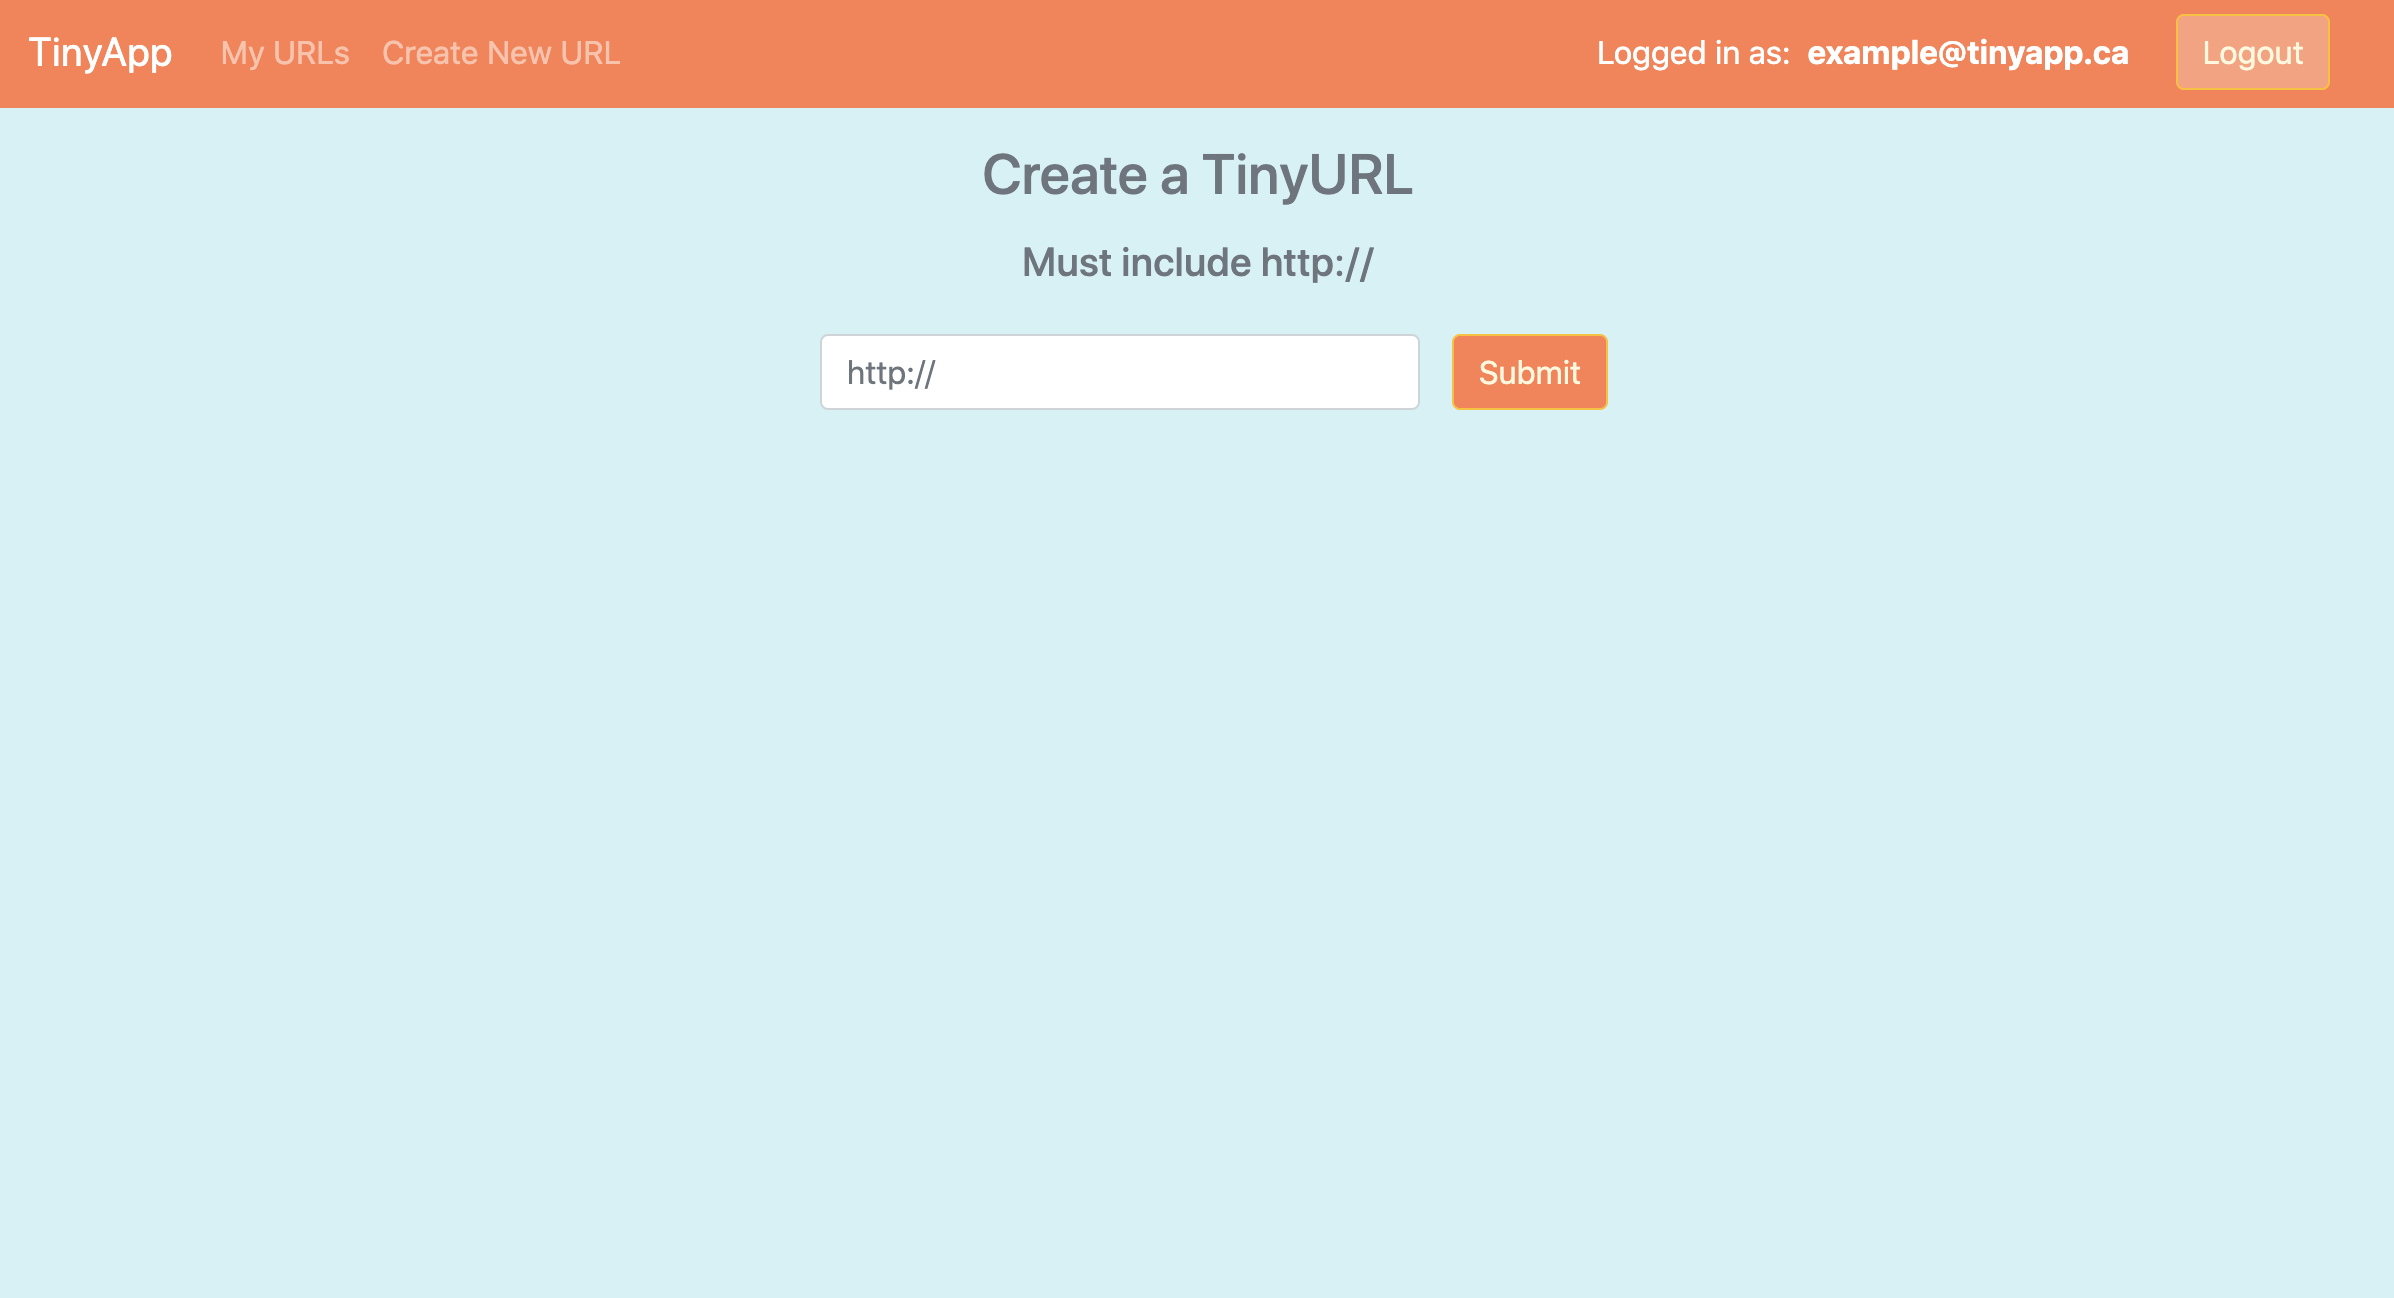 TinyApp My URLs Create New URL Logged in as: example@tinyapp.ca Logout
Create a TinyURL
Must include http://
http:// Submit